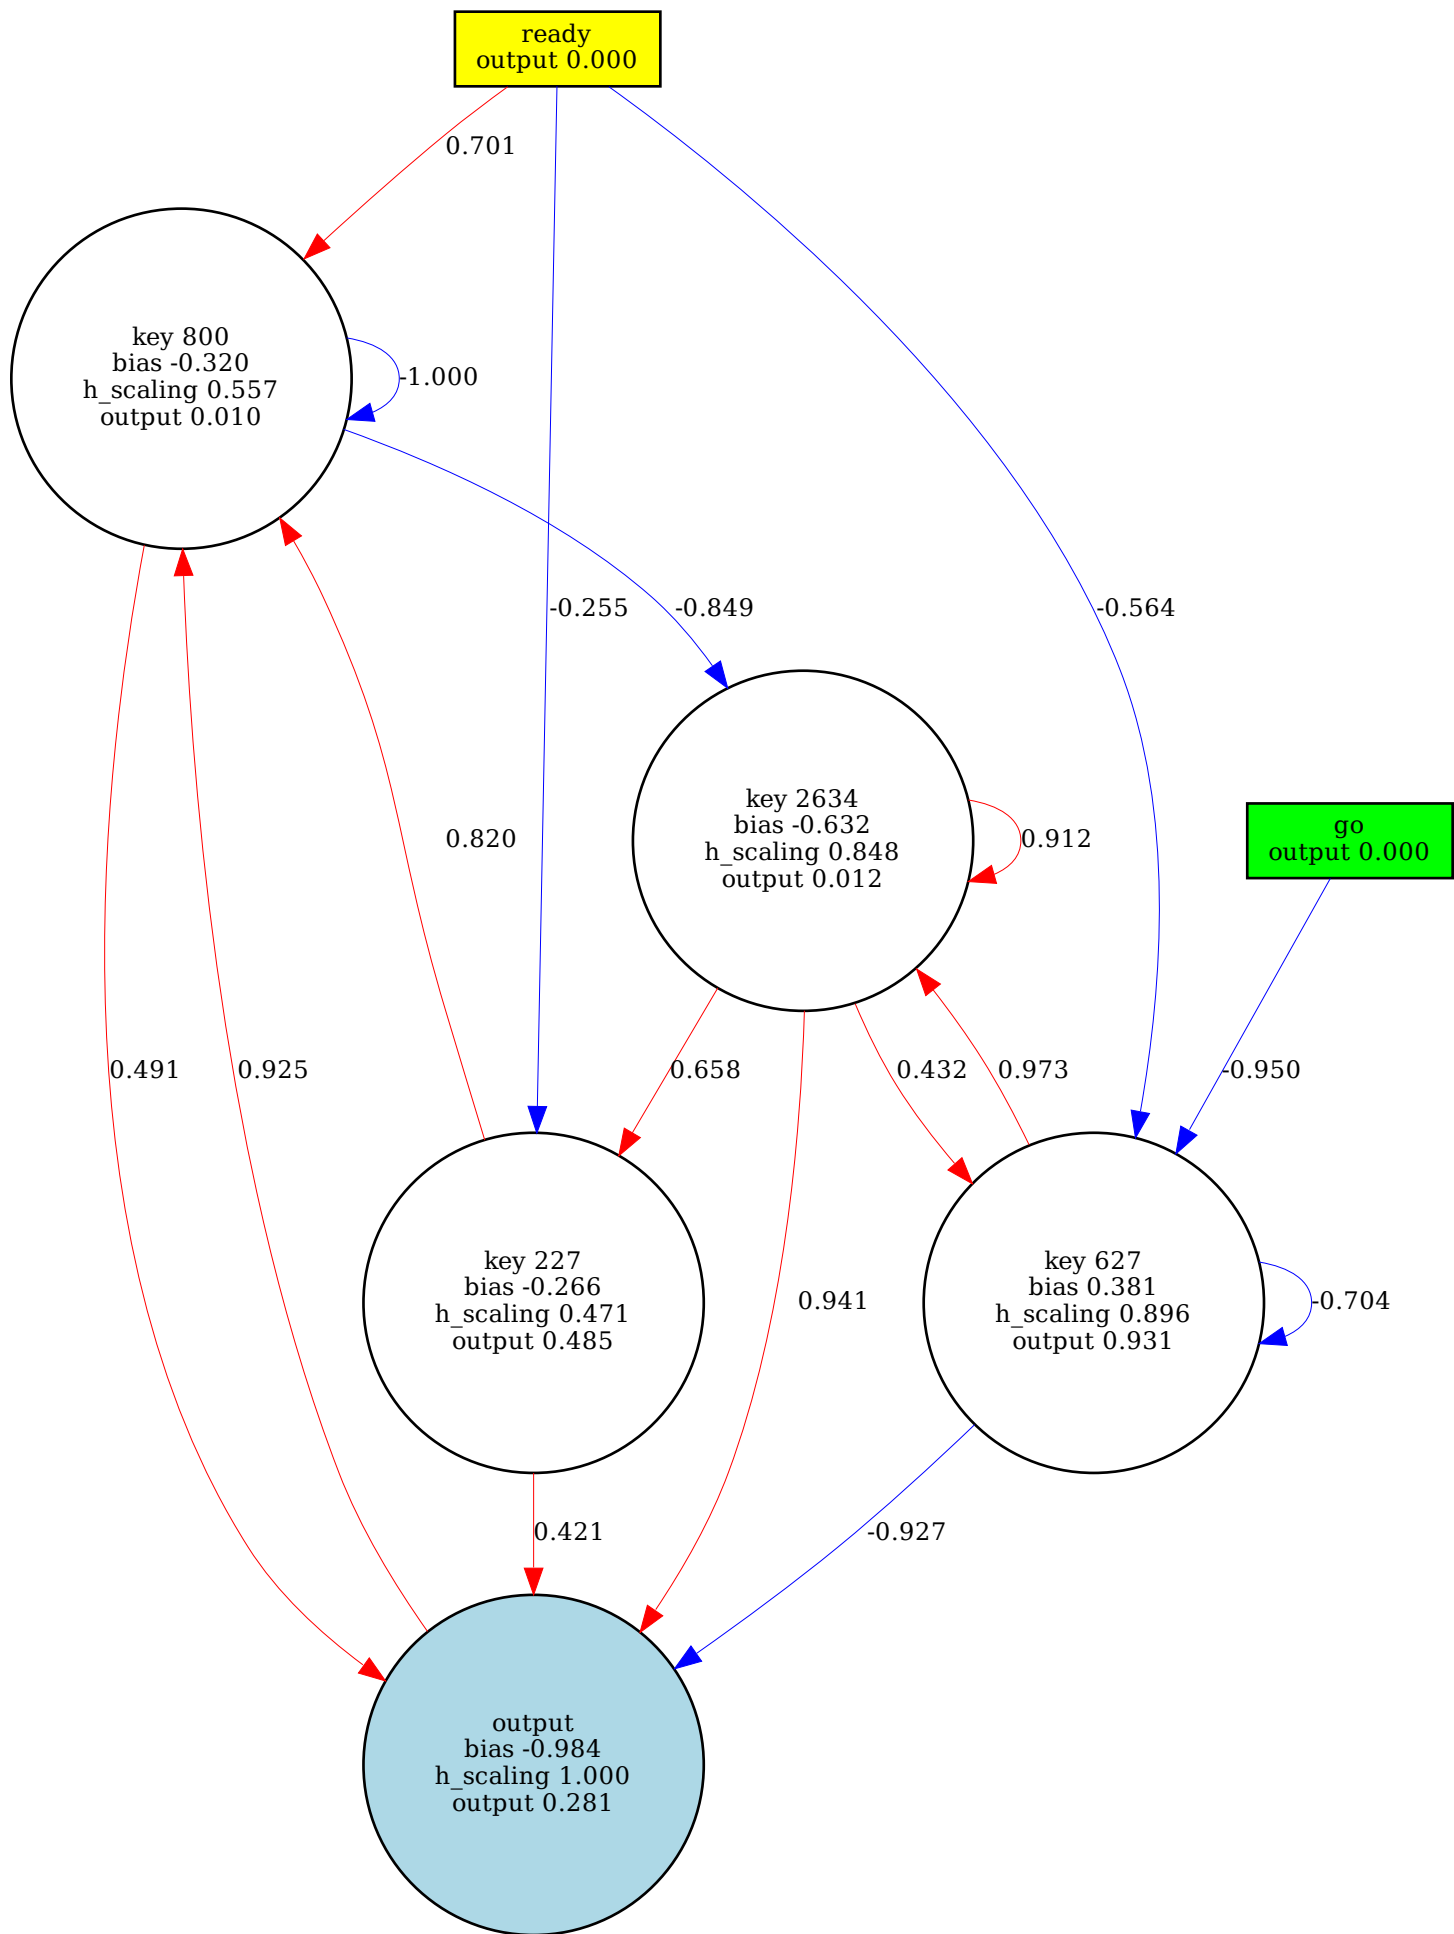 ready
output 0.000
0.701
key 800
bias -0.320
h_scaling 0.557
output 0.010
-1.000
-0.255
-0.849
-0.564
key 2634
bias -0.632
h_scaling 0.848
output 0.012
0.912
go
output 0.000
0.820
0.491
0.925
0.658
0.432
0.973
-0.950
key 227
bias -0.266
h_scaling 0.471
output 0.485
0.941
key 627
bias 0.381
h_scaling 0.896
output 0.931
-0.704
0.421
-0.927
output
bias -0.984
h_scaling 1.000
output 0.281